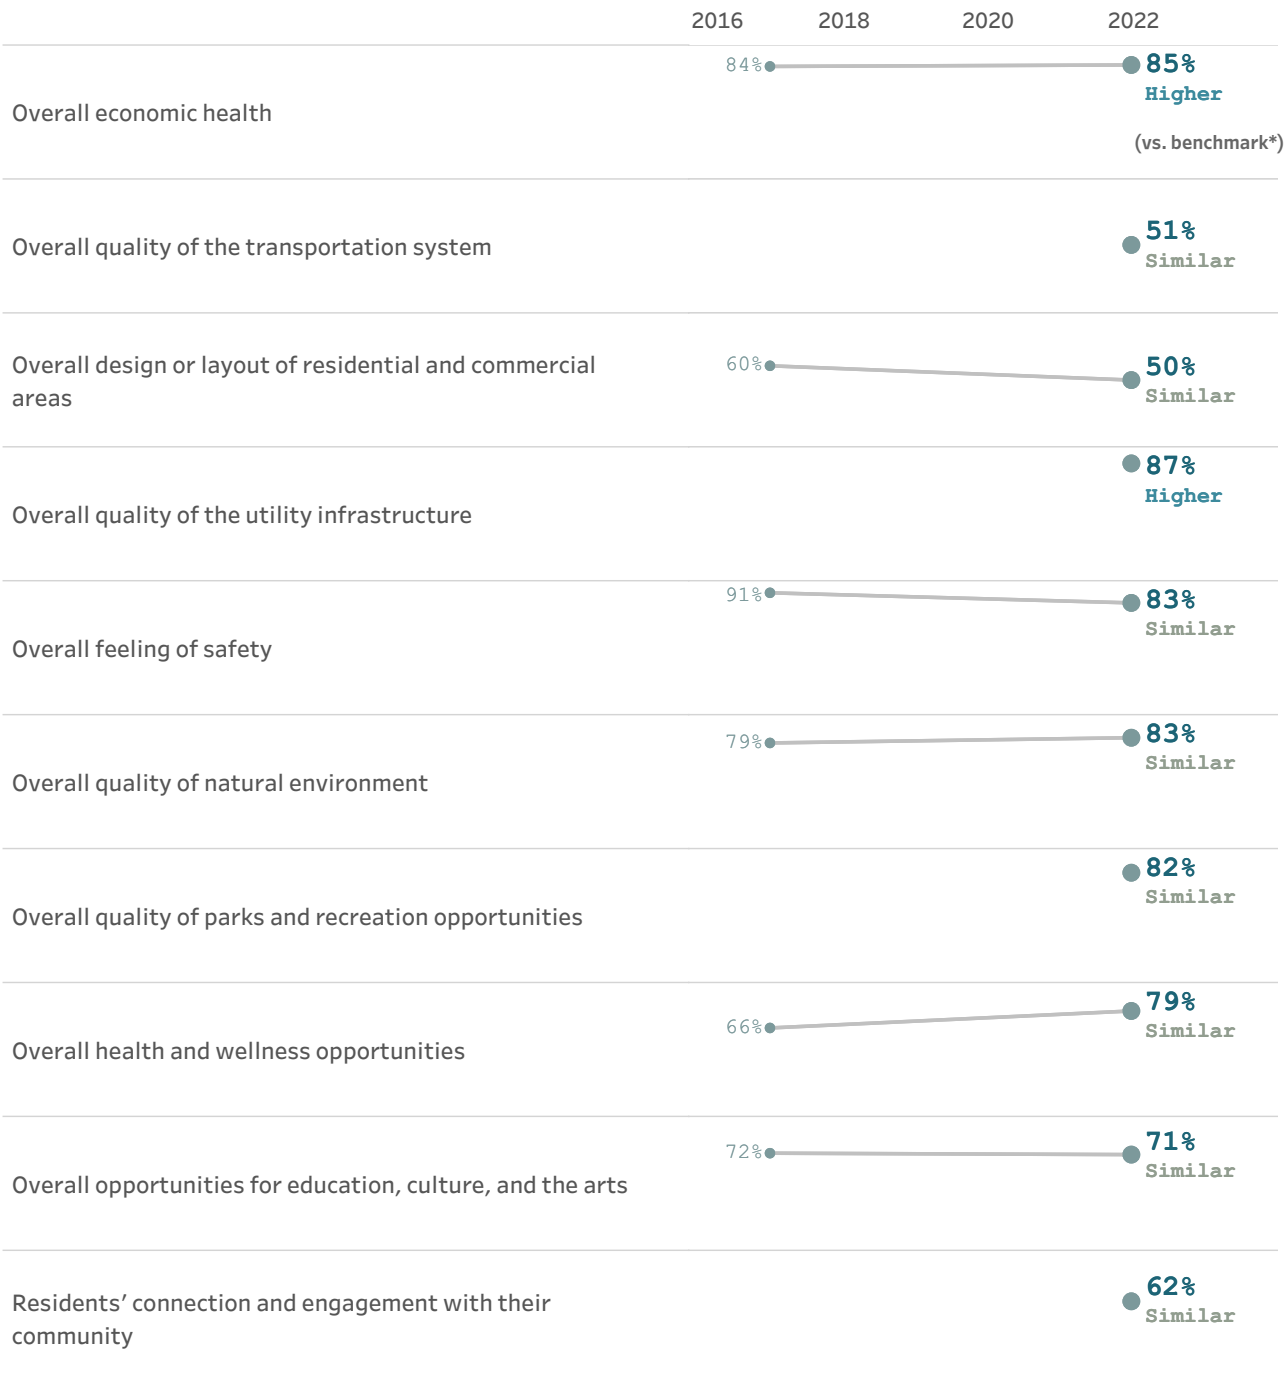 2016 2018 2020 2022
84% 85%
Higher
Overall economic health
(vs. benchmark*)
51%
Overall quality of the transportation system
Similar
Overall design or layout of residential and commercial
areas
60% 50%
Similar
87%
Higher
Overall quality of the utility infrastructure
91% 83%
Similar
Overall feeling of safety
79% 83%
Similar
Overall quality of natural environment
82%
Similar
Overall quality of parks and recreation opportunities
79%
66%
Similar
Overall health and wellness opportunities
71%
72%
Similar
Overall opportunities for education, culture, and the arts
62%
Similar
Residents’ connection and engagement with their
community